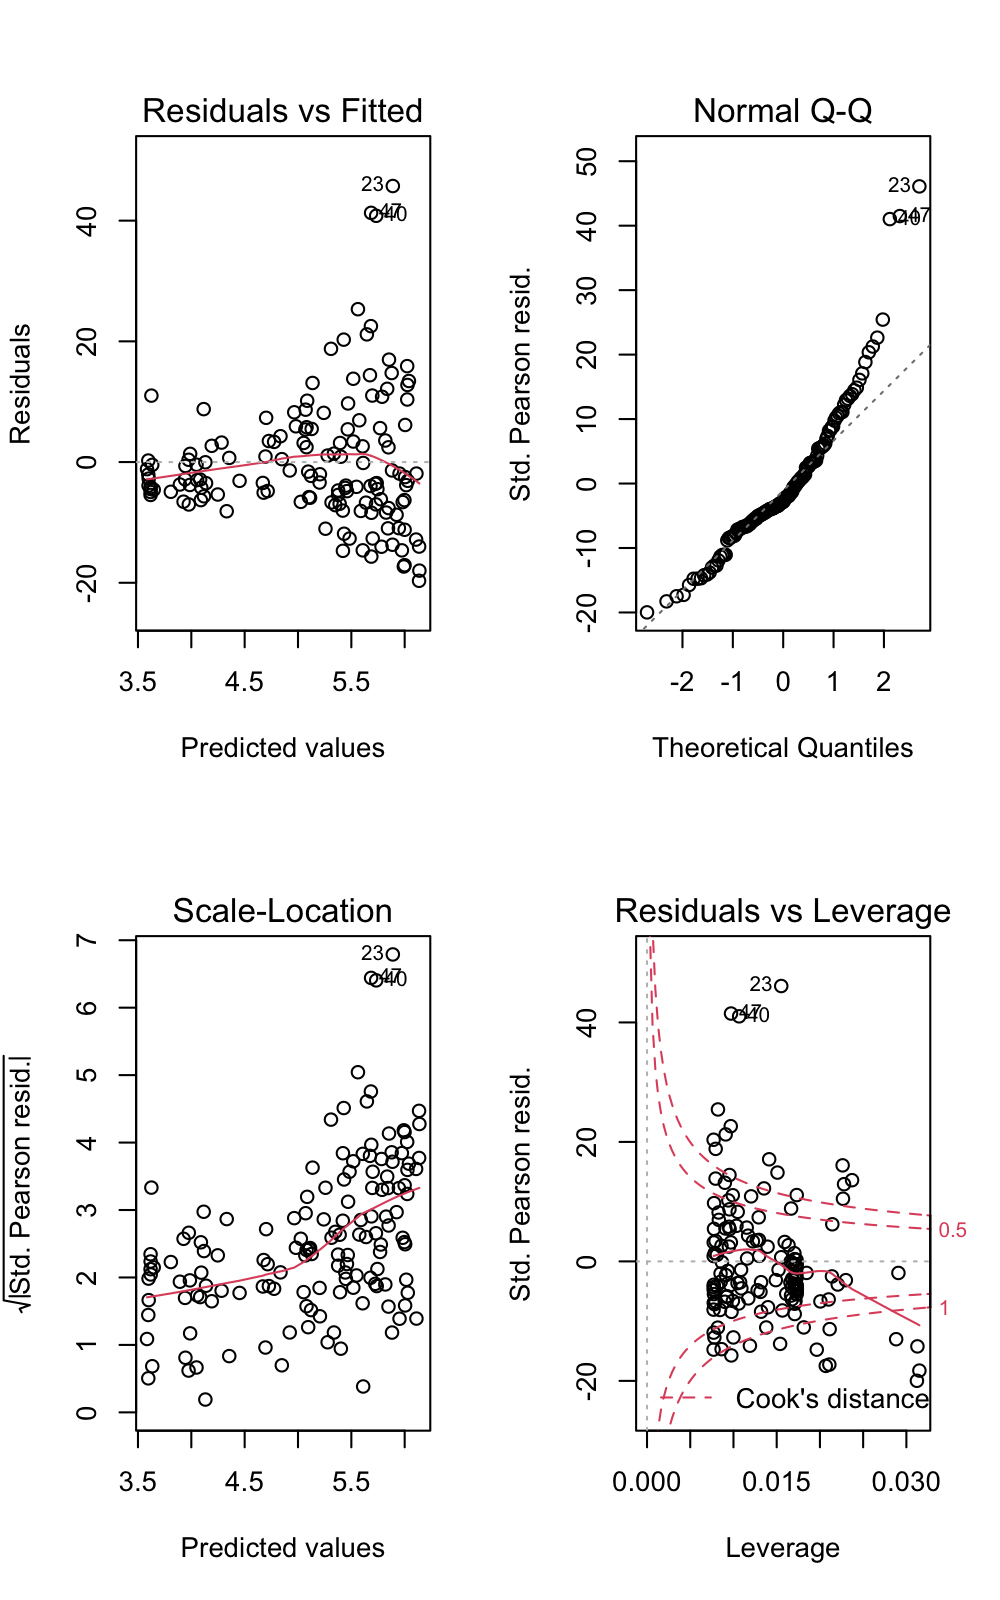 Residuals vs Fitted
Residuals
40
20
0
-20
23
47
40
3.5 4.5 5.5
Predicted values
Normal Q-Q
Std. Pearson resid.
50
40
30
20
10
0
-10
-20
23
47
40
-2 -1 0 1 2
Theoretical Quantiles
Scale-Location
√|Std. Pearson resid.|
7
6
5
4
3
2
1
0
23
47
40
3.5 4.5 5.5
Predicted values
Residuals vs Leverage
Std. Pearson resid.
40
20
0
-20
23
47
40
0.5
1
Cook's distance
0.000 0.015 0.030
Leverage